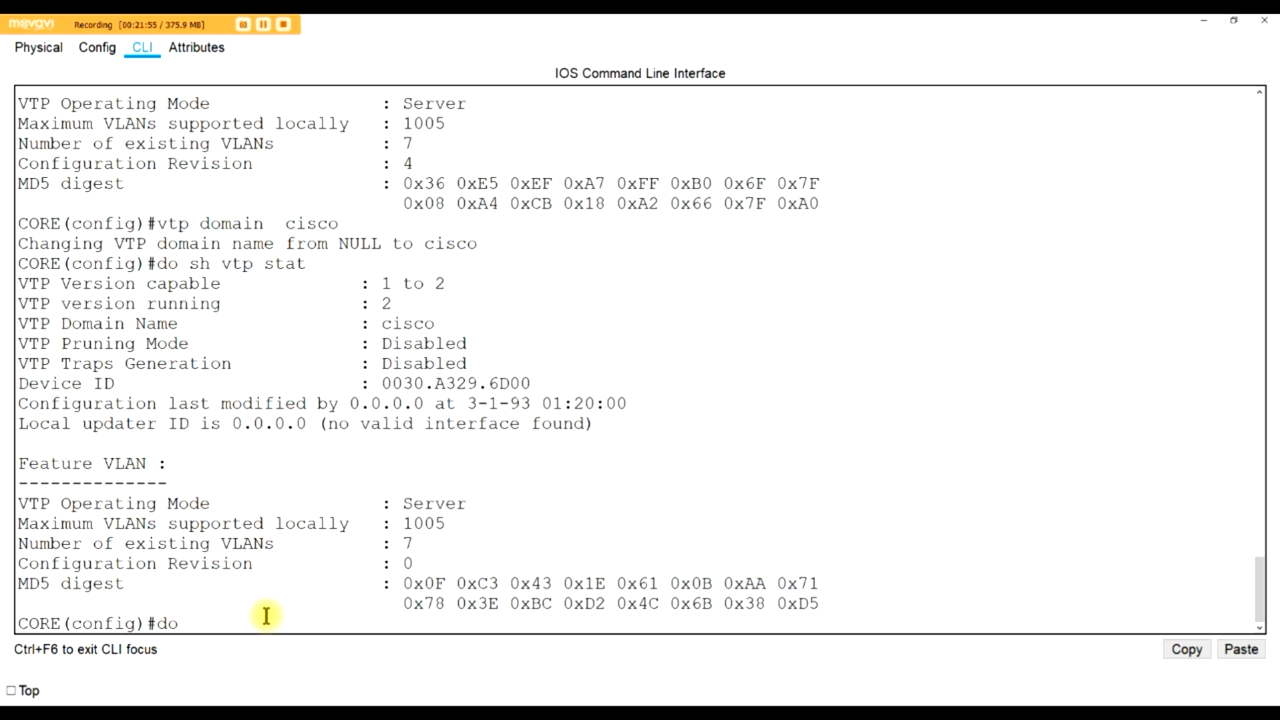 movavi Recording [00:21:55 / 375.9 MB]
Physical Config CLI Attributes
IOS Command Line Interface
VTP Operating Mode : Server
Maximum VLANs supported locally : 1005
Number of existing VLANs : 7
Configuration Revision : 4
MD5 digest : 0x36 0xE5 0xEF 0xA7 0xFF 0xB0 0x6F 0x7F
0x08 0xA4 0xCB 0x18 0xA2 0x66 0x7F 0xA0
CORE(config)#vtp domain  cisco
Changing VTP domain name from NULL to cisco
CORE(config)#do sh vtp stat
VTP Version capable : 1 to 2
VTP version running : 2
VTP Domain Name : cisco
VTP Pruning Mode : Disabled
VTP Traps Generation : Disabled
Device ID : 0030.A329.6D00
Configuration last modified by 0.0.0.0 at 3-1-93 01:20:00
Local updater ID is 0.0.0.0 (no valid interface found)
Feature VLAN :
--------------
VTP Operating Mode : Server
Maximum VLANs supported locally : 1005
Number of existing VLANs : 7
Configuration Revision : 0
MD5 digest : 0x0F 0xC3 0x43 0x1E 0x61 0x0B 0xAA 0x71
0x78 0x3E 0xBC 0xD2 0x4C 0x6B 0x38 0xD5
CORE(config)#do
Ctrl+F6 to exit CLI focus
Copy Paste
Top